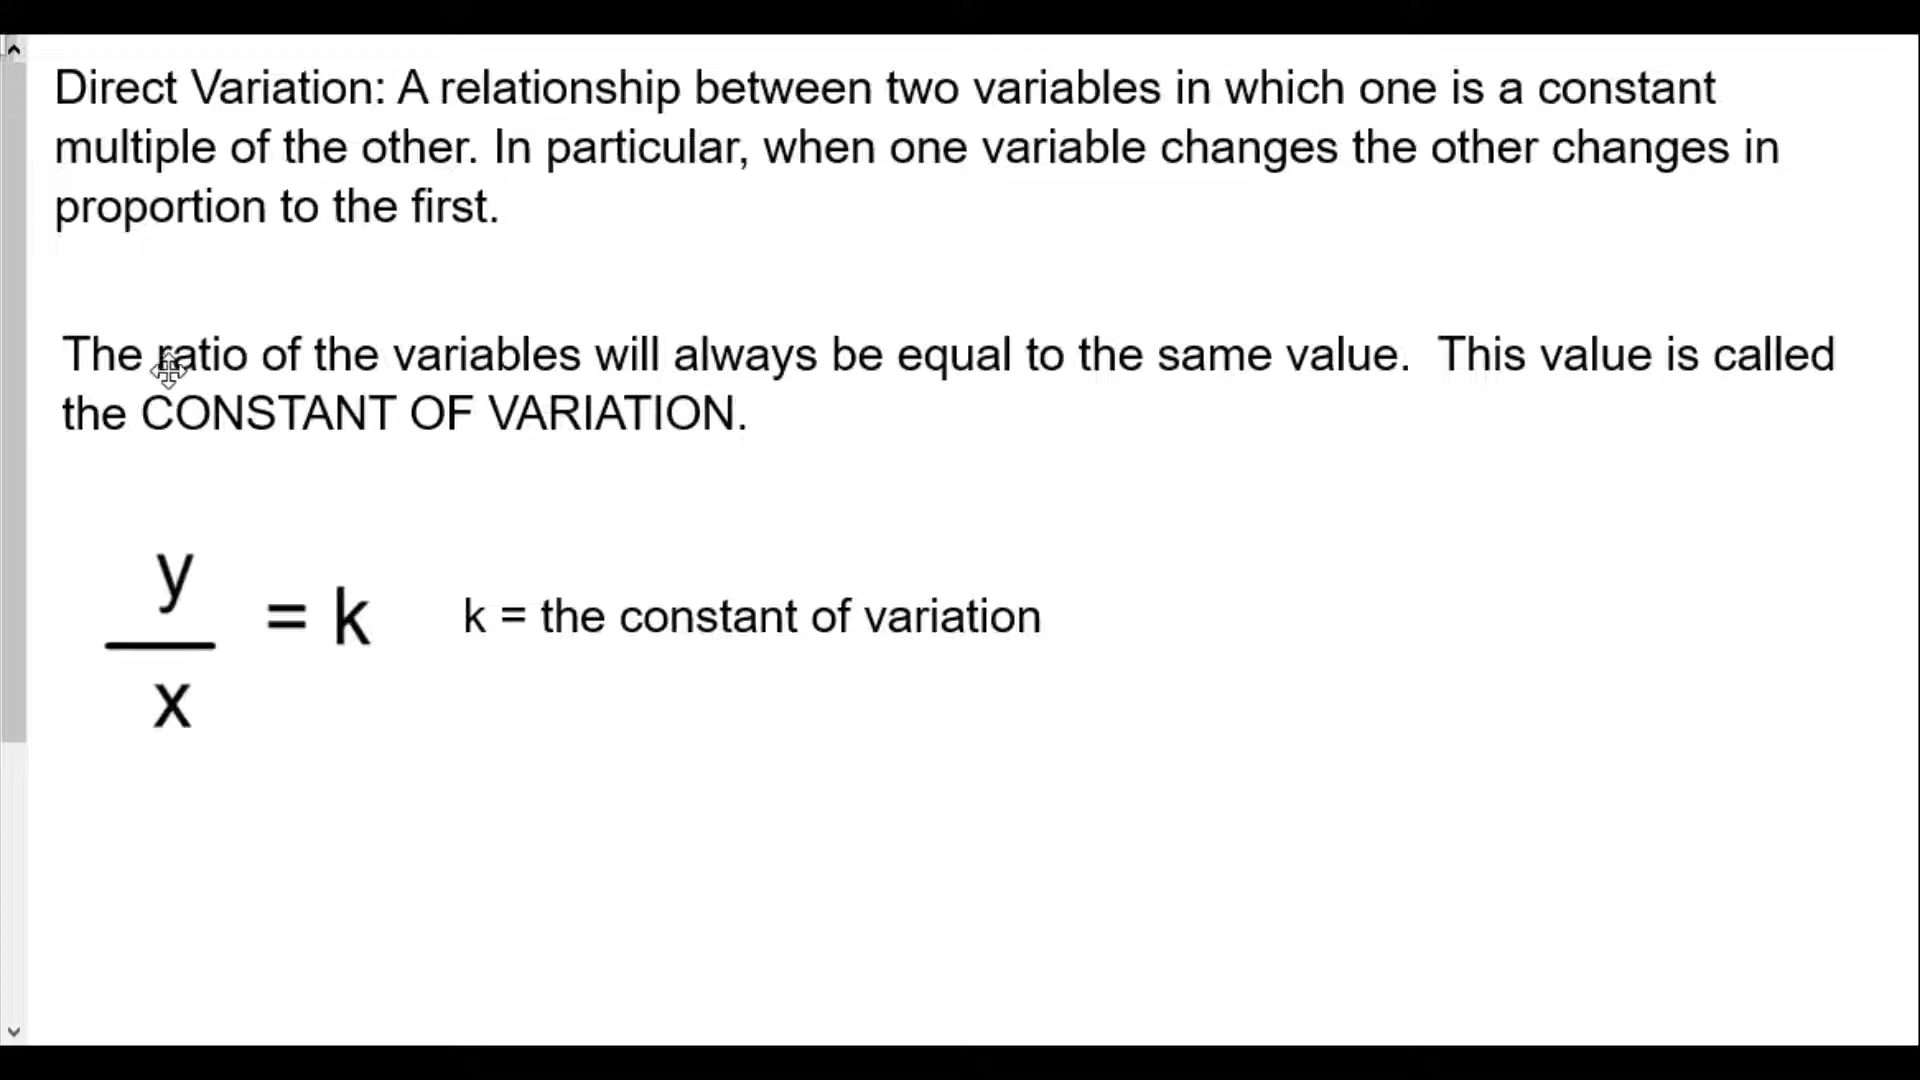 Direct Variation: A relationship between two variables in which one is a constant
multiple of the other. In particular, when one variable changes the other changes in
proportion to the first.
The ratio of the variables will always be equal to the same value.  This value is called
the CONSTANT OF VARIATION.
y
= k
x
k = the constant of variation